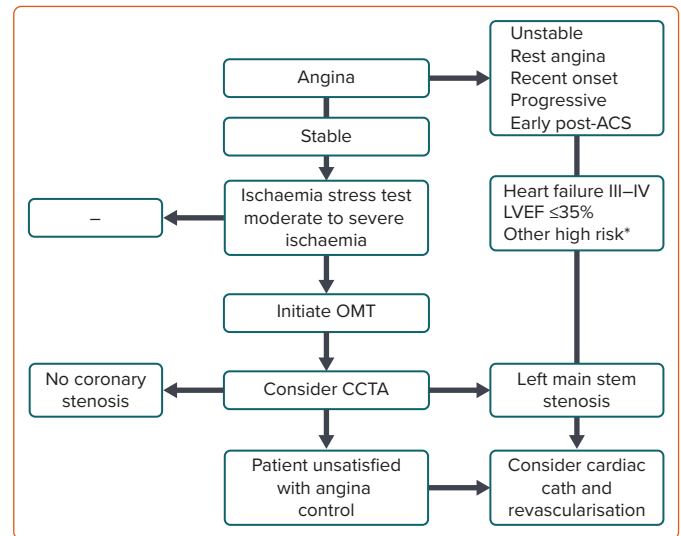 Angina
Unstable
Rest angina
Recent onset
Progressive
Early post-ACS
Stable
–
Ischaemia stress test
moderate to severe
ischaemia
Heart failure III–IV
LVEF ≤35%
Other high risk*
Initiate OMT
No coronary
stenosis
Consider CCTA
Left main stem
stenosis
Patient unsatisfied
with angina
control
Consider cardiac
cath and
revascularisation